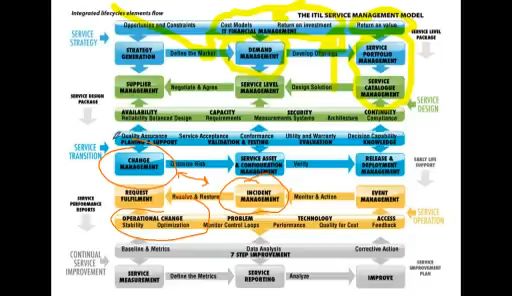 Integrated lifecycles elements flow
THE ITIL SERVICE MANAGEMENT MODEL
Opportunities and Constraints Cost Models Return on investment Return on value
IT FINANCIAL MANAGEMENT
SERVICE STRATEGY
STRATEGY GENERATION
Define the Market
DEMAND MANAGEMENT
Develop Offerings
SERVICE PORTFOLIO MANAGEMENT
SERVICE LEVEL PACKAGE
SUPPLIER MANAGEMENT
Negotiate & Agree
SERVICE LEVEL MANAGEMENT
Design Solution
SERVICE CATALOGUE MANAGEMENT
SERVICE DESIGN PACKAGE
SERVICE DESIGN
AVAILABILITY CAPACITY SECURITY CONTINUITY
Reliability Balanced Design Requirements Measurements Systems Architecture Compliance
Quality Assurance Service Acceptance Conformance Utility and Warranty Decision Capability
PLANNING & SUPPORT VALIDATION & TESTING EVALUATION KNOWLEDGE
SERVICE TRANSITION
CHANGE MANAGEMENT
Risk
SERVICE ASSET & CONFIGURATION MANAGEMENT
Verify
RELEASE & DEPLOYMENT MANAGEMENT
EARLY LIFE SUPPORT
REQUEST FULFILMENT
Resolve & Restore
INCIDENT MANAGEMENT
Monitor & Action
EVENT MANAGEMENT
SERVICE PERFORMANCE REPORTS
SERVICE OPERATION
OPERATIONAL CHANGE PROBLEM TECHNOLOGY ACCESS
Stability Optimization Monitor Control Loops Performance Quality for Cost Feedback
Baseline & Metrics Data Analysis Corrective Action
7 STEP IMPROVEMENT
CONTINUAL SERVICE IMPROVEMENT
SERVICE MEASUREMENT
Define the Metrics
SERVICE REPORTING
Analyze
IMPROVE
SERVICE IMPROVEMENT PLAN